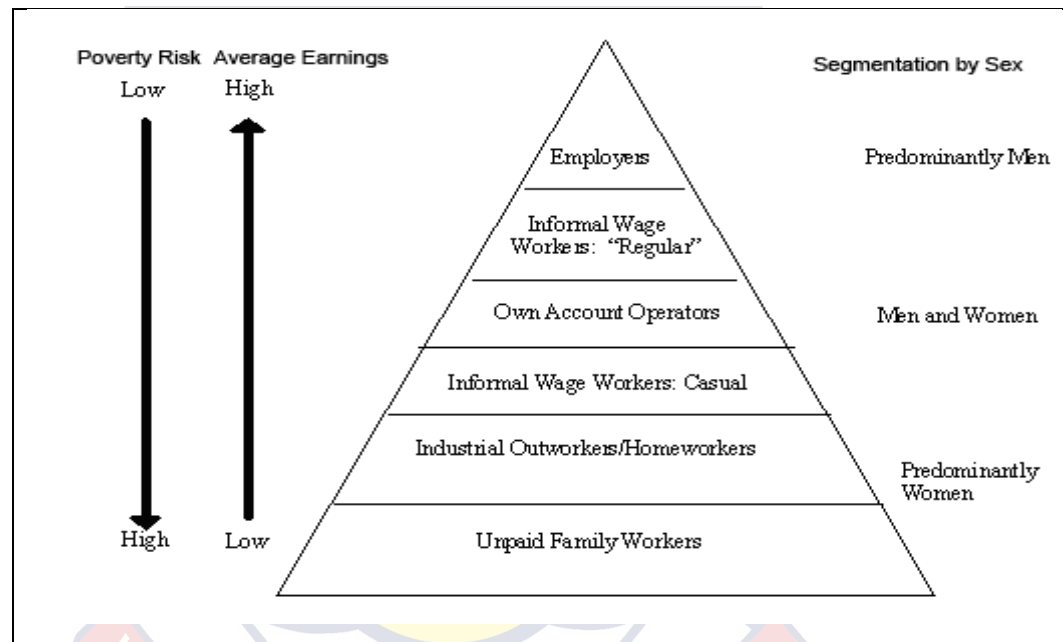 Poverty Risk Average Earnings
Low High
Segmentation by Sex
Employers
Predominantly Men
Informal Wage
Workers: “Regular”
Own Account Operators
Men and Women
Informal Wage Workers: Casual
Industrial Outworkers/Homeworkers
Predominantly
Women
High Low
Unpaid Family Workers